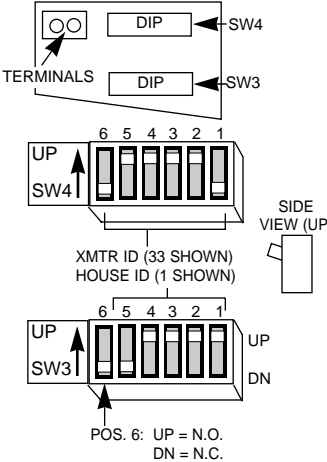 DIP
SW4
TERMINALS
DIP
SW3
6 5 4 3 2 1
UP
SW4
SIDE
VIEW (UP
XMTR ID (33 SHOWN)
HOUSE ID (1 SHOWN)
6 5 4 3 2 1
UP
UP
SW3
DN
POS. 6: UP = N.O.
DN = N.C.